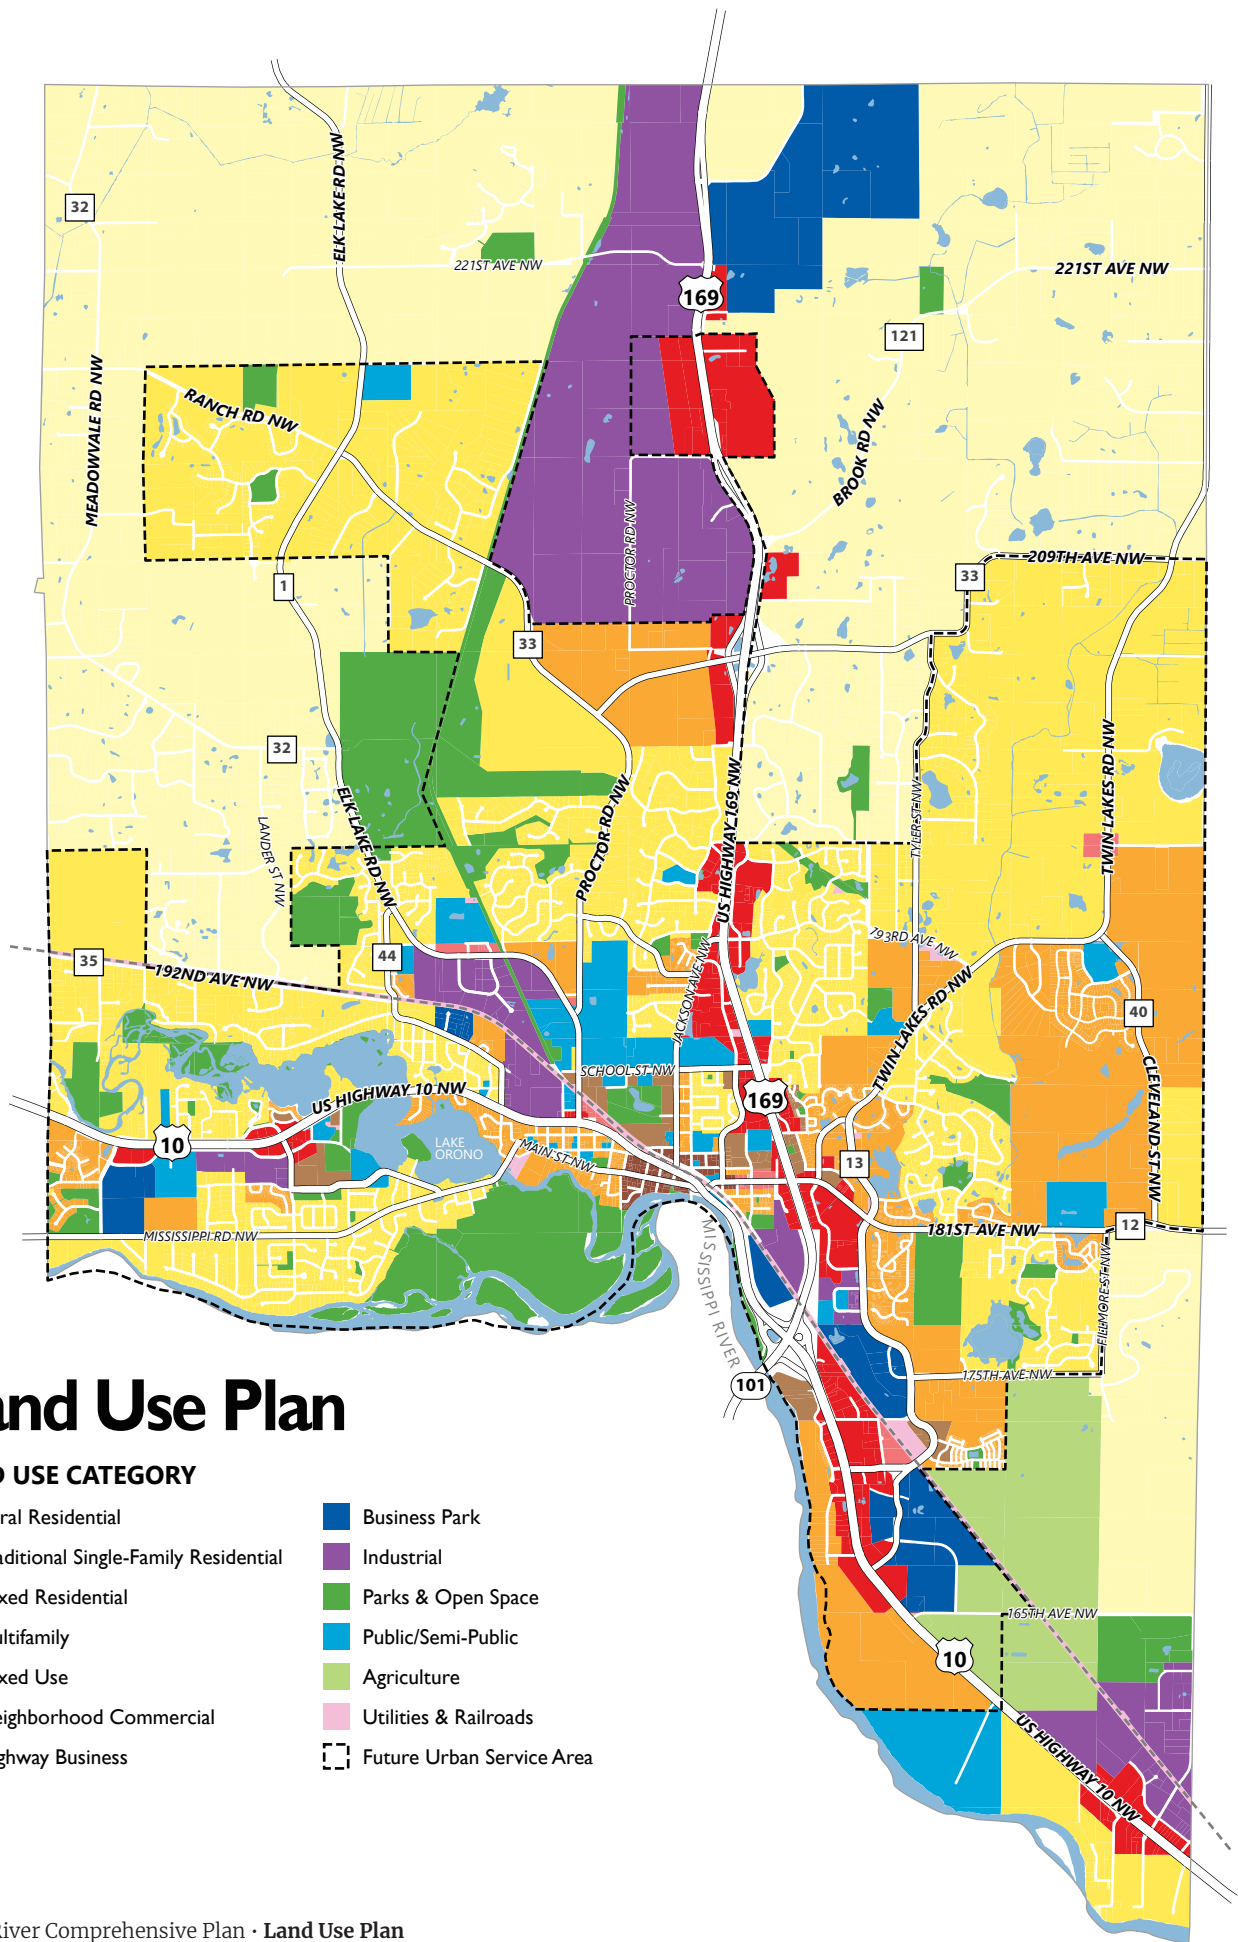 32
ELK LAKE RD NW
221ST AVE NW
221ST AVE NW
169
121
MEADOWVALE RD NW
RANCH RD NW
BROOK RD NW
PROCTOR RD NW
209TH AVE NW
1
33
33
32
ELK LAKE RD NW
LANDER ST NW
PROCTOR RD NW
US HIGHWAY 169 NW
TYLER ST NW
TWIN LAKES RD NW
35
192ND AVE NW
44
JACKSON AVE NW
193RD AVE NW
TWIN LAKES RD NW
40
CLEVELAND ST NW
SCHOOL ST NW
US HIGHWAY 10 NW
169
10
LAKE
ORONO
MAIN ST NW
13
MISSISSIPPI RD NW
181ST AVE NW
12
MISSISSIPPI RIVER
FILLMORE ST NW
175TH AVE NW
101
and Use Plan
D USE CATEGORY
ral Residential
aditional Single-Family Residential
xed Residential
ultifamily
xed Use
eighborhood Commercial
ghway Business
Business Park
Industrial
Parks & Open Space
Public/Semi-Public
Agriculture
Utilities & Railroads
Future Urban Service Area
165TH AVE NW
10
US HIGHWAY 10 NW
River Comprehensive Plan · Land Use Plan